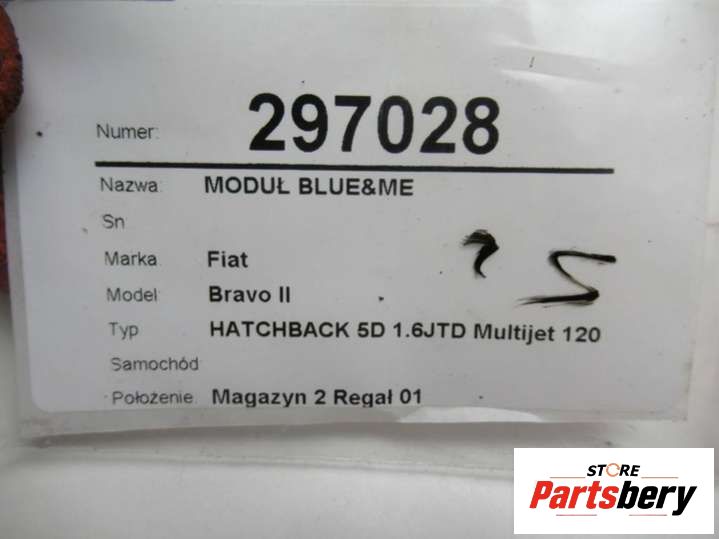 Numer: 297028
Nazwa: MODUŁ BLUE&ME
Sn
Marka Fiat
Model Bravo II
Typ HATCHBACK 5D 1.6JTD Multijet 120
Samochód
Położenie Magazyn 2 Regał 01
STORE
Partsbery